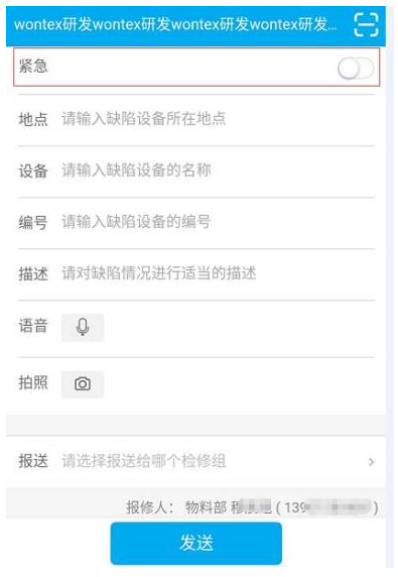 wontex研发wontex研发wontex研发wontex研发...
紧急
地点 请输入缺陷设备所在地点
设备 请输入缺陷设备的名称
编号 请输入缺陷设备的编号
描述 请对缺陷情况进行适当的描述
语音
拍照
报送 请选择报送给哪个检修组
报修人： 物料部 (139 )
发送